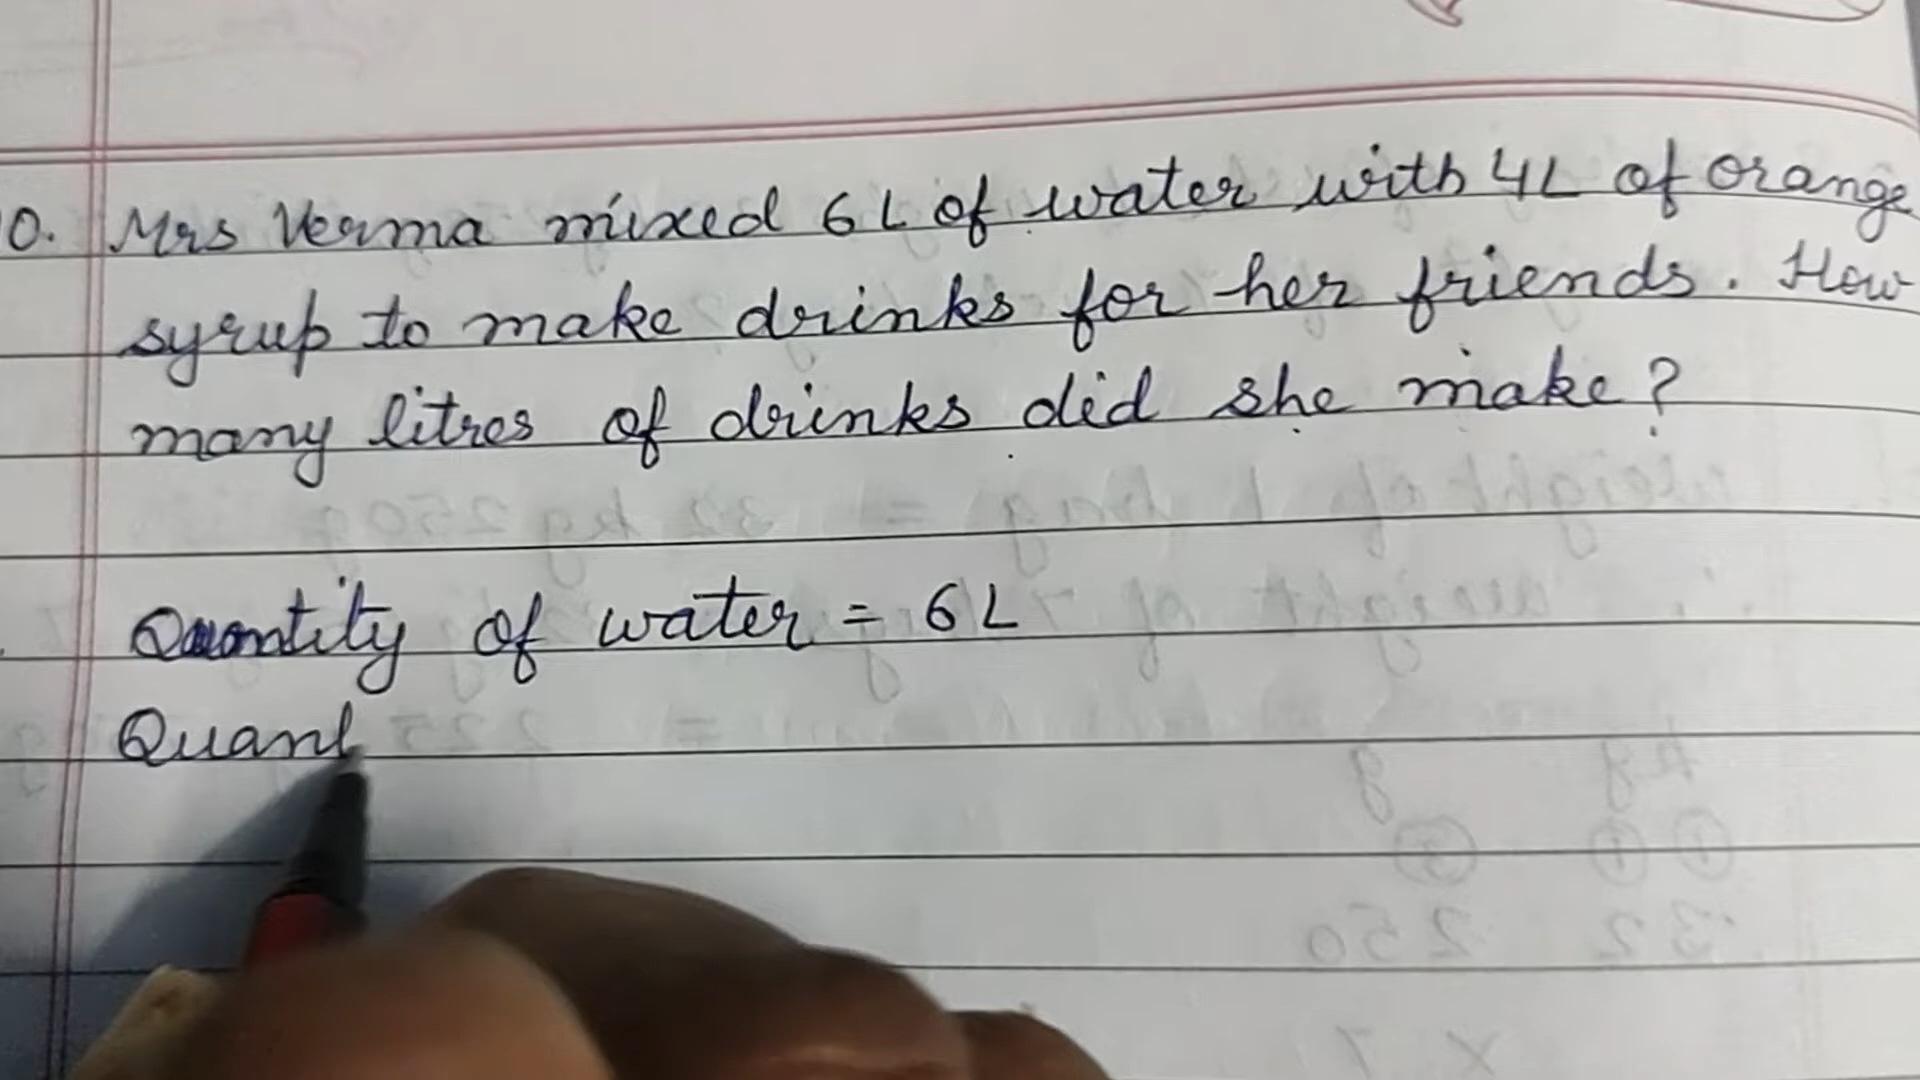 0. Mrs Verma mixed 6L of water with 4L of orange
syrup to make drinks for her friends. How
many litres of drinks did she make?
Quantity of water = 6L
Quant